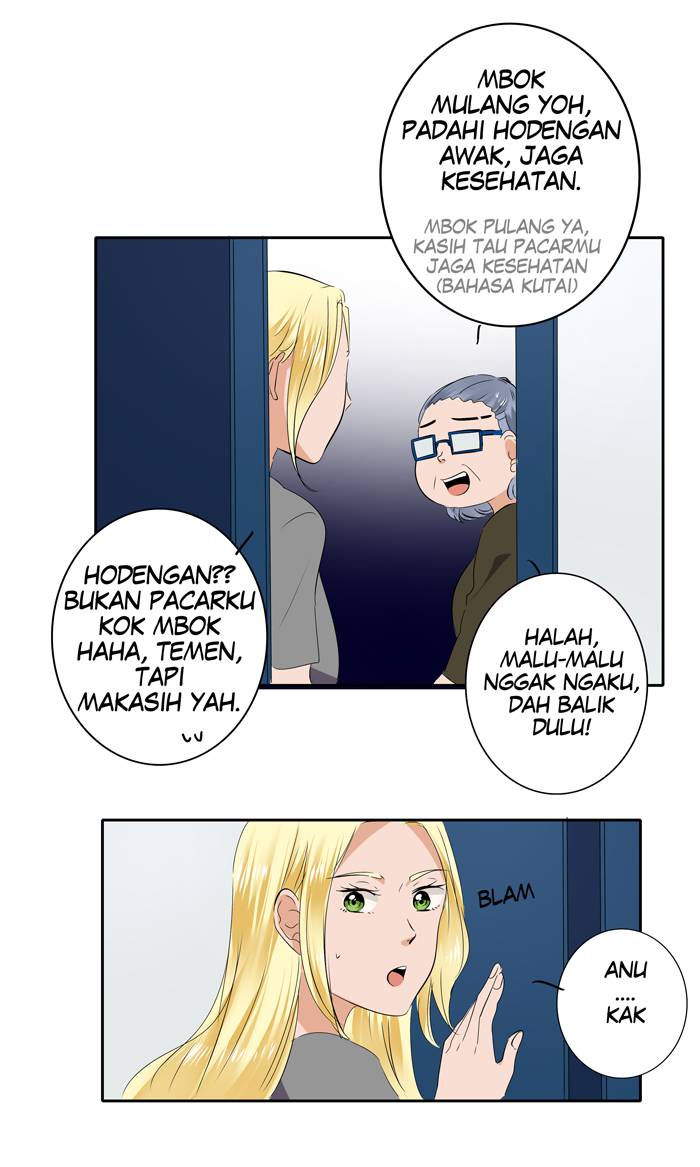 MBOK
MULANG YOH,
PADAHI HODENGAN
AWAK, JAGA
KESEHATAN.
MBOK PULANG YA,
KASIH TAU PACARMU
JAGA KESEHATAN
(BAHASA KUTAI)
HODENGAN??
BUKAN PACARKU
KOK MBOK
HAHA, TEMEN,
TAPI
MAKASIH YAH.
HALAH,
MALU-MALU
NGGAK NGAKU,
DAH BALIK
DULU!
BLAM
ANU
....
KAK